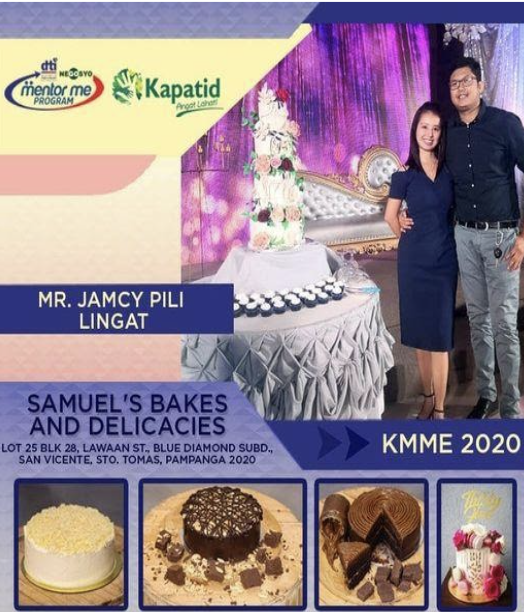 dti
NEGOSYO
mentor me
PROGRAM
Kapatid
Angat Lahat!
MR. JAMCY PILI
LINGAT
SAMUEL'S BAKES
AND DELICACIES
LOT 25 BLK 28, LAWAAN ST., BLUE DIAMOND SUBD.,
SAN VICENTE, STO. TOMAS, PAMPANGA 2020
KMME 2020